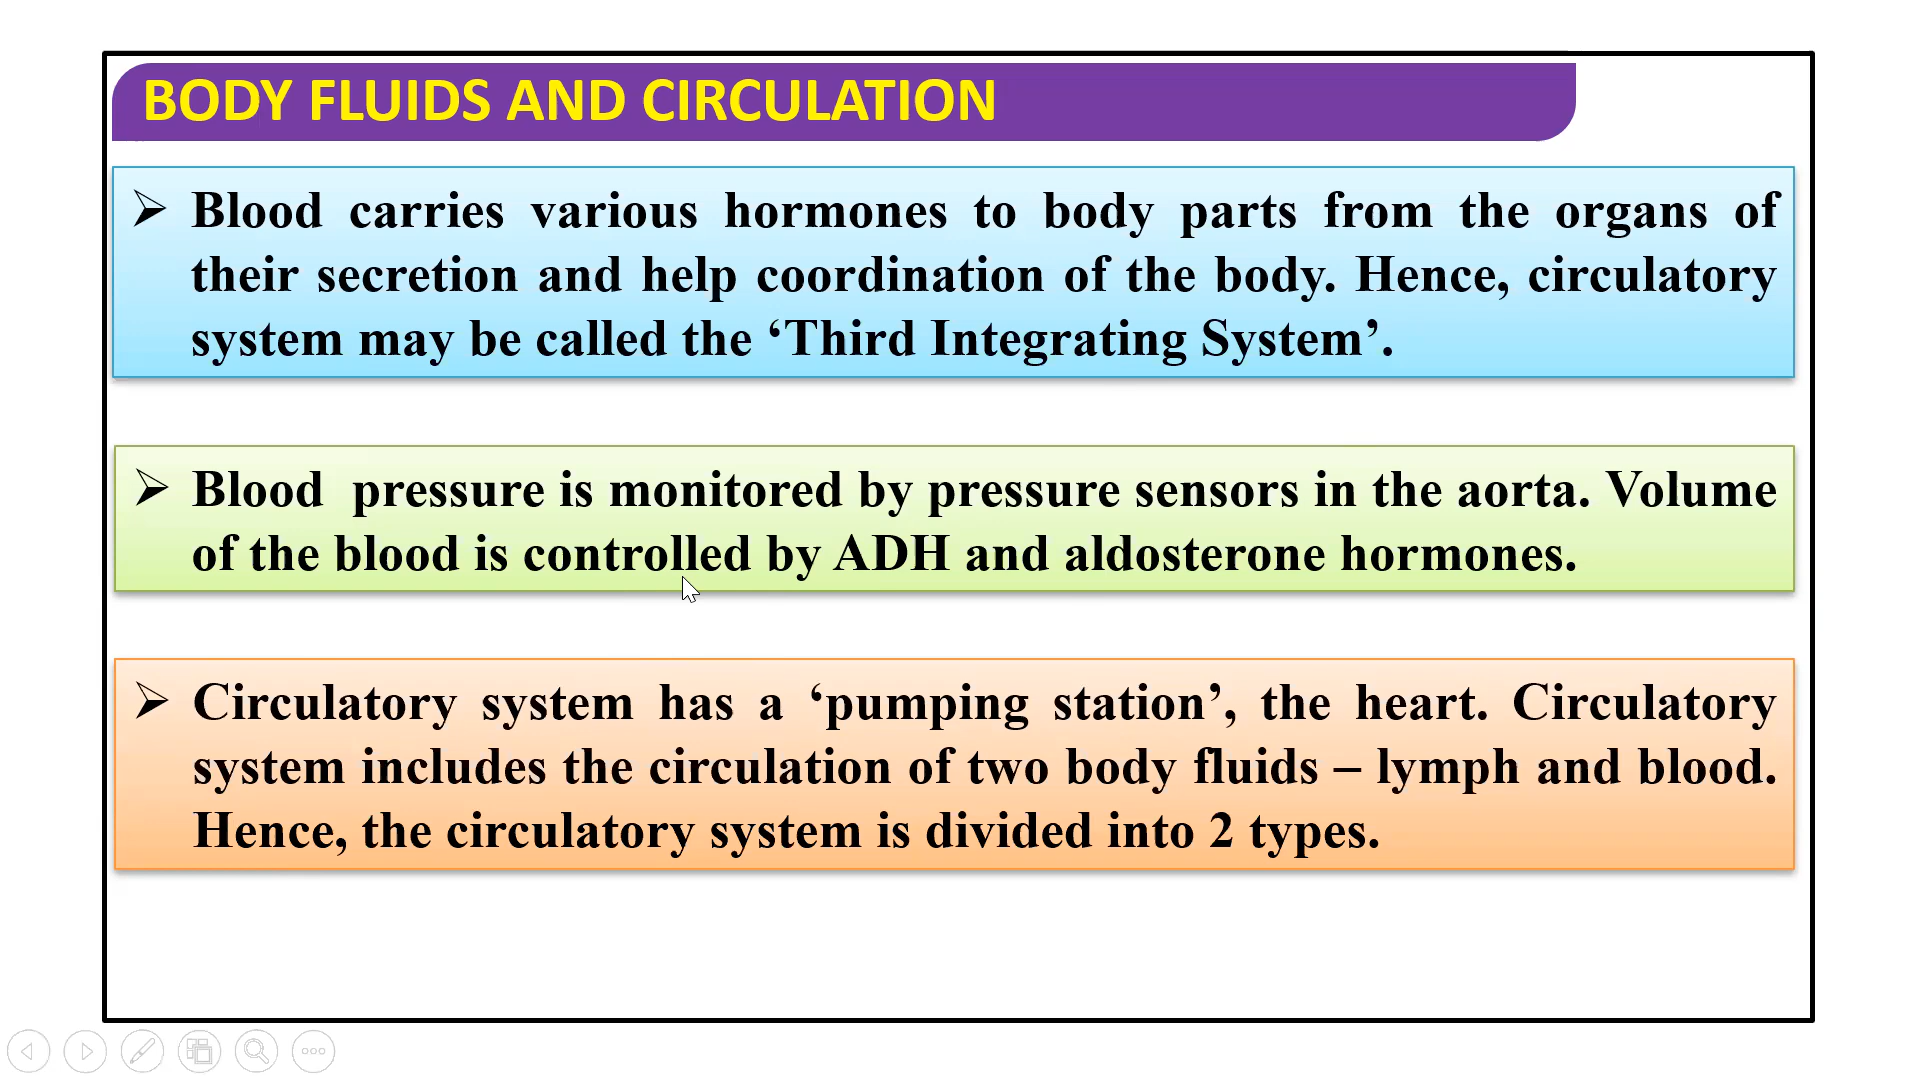 BODY FLUIDS AND CIRCULATION
➢ Blood carries various hormones to body parts from the organs of
their secretion and help coordination of the body. Hence, circulatory
system may be called the ‘Third Integrating System’.
➢ Blood  pressure is monitored by pressure sensors in the aorta. Volume
of the blood is controlled by ADH and aldosterone hormones.
➢ Circulatory system has a ‘pumping station’, the heart. Circulatory
system includes the circulation of two body fluids – lymph and blood.
Hence, the circulatory system is divided into 2 types.